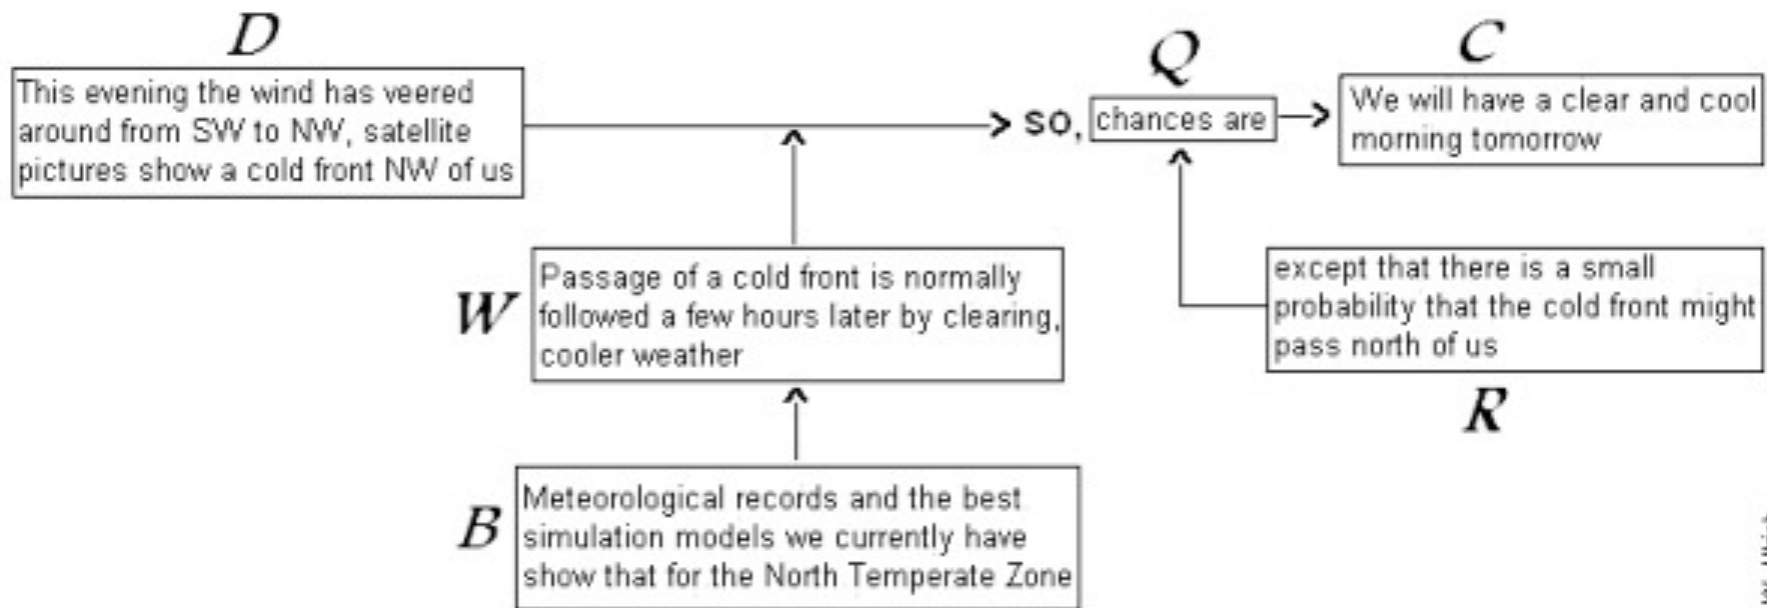 D
This evening the wind has veered
around from SW to NW, satellite
pictures show a cold front NW of us
so,
Q
chances are
C
We will have a clear and cool
morning tomorrow
W
Passage of a cold front is normally
followed a few hours later by clearing,
cooler weather
except that there is a small
probability that the cold front might
pass north of us
R
B
Meteorological records and the best
simulation models we currently have
show that for the North Temperate Zone